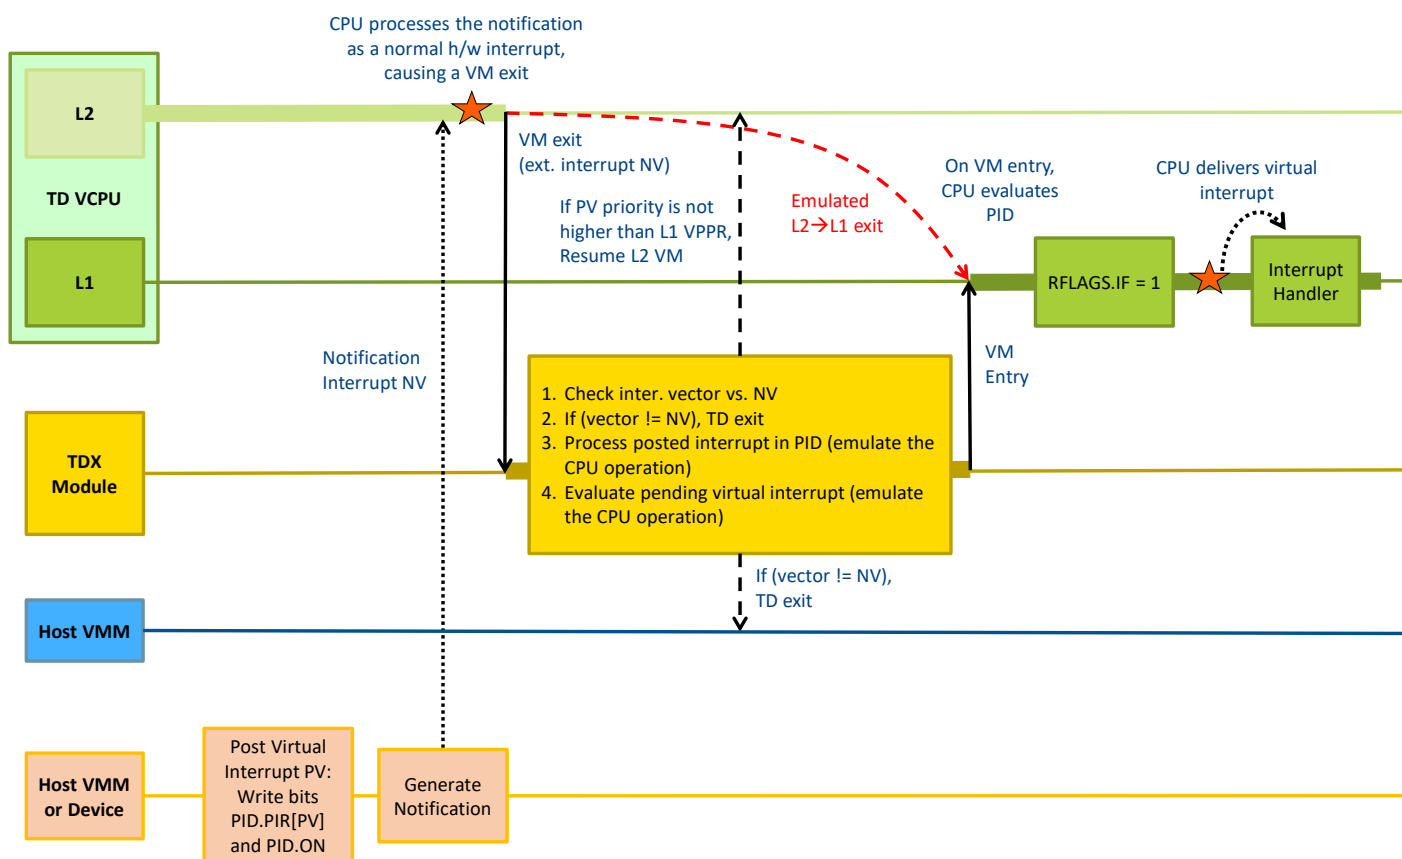 CPU processes the notification
as a normal h/w interrupt,
causing a VM exit
L2
TD VCPU
L1
VM exit
(ext. interrupt NV)
If PV priority is not
higher than L1 VPPR,
Resume L2 VM
Emulated
L2→L1 exit
On VM entry,
CPU evaluates
PID
CPU delivers virtual
interrupt
RFLAGS.IF = 1
Interrupt
Handler
Notification
Interrupt NV
VM
Entry
TDX
Module
1. Check inter. vector vs. NV
2. If (vector != NV), TD exit
3. Process posted interrupt in PID (emulate the
CPU operation)
4. Evaluate pending virtual interrupt (emulate
the CPU operation)
If (vector != NV),
TD exit
Host VMM
Host VMM
or Device
Post Virtual
Interrupt PV:
Write bits
PID.PIR[PV]
and PID.ON
Generate
Notification